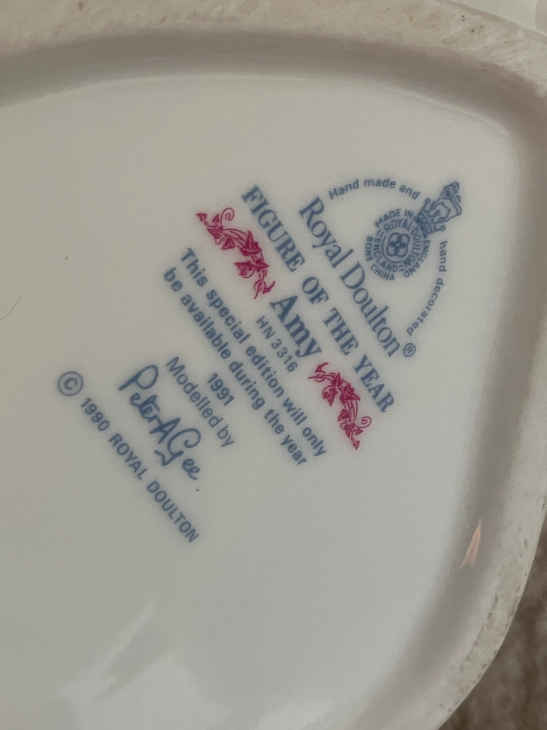 Hand made and hand decorated
MADE IN ENGLAND
ROYAL DOULTON
BONE CHINA
Royal Doulton®
FIGURE OF THE YEAR
Amy
HN 3316
This special edition will only
be available during the year
1991
Modelled by
Peter A Gee
© 1990 ROYAL DOULTON